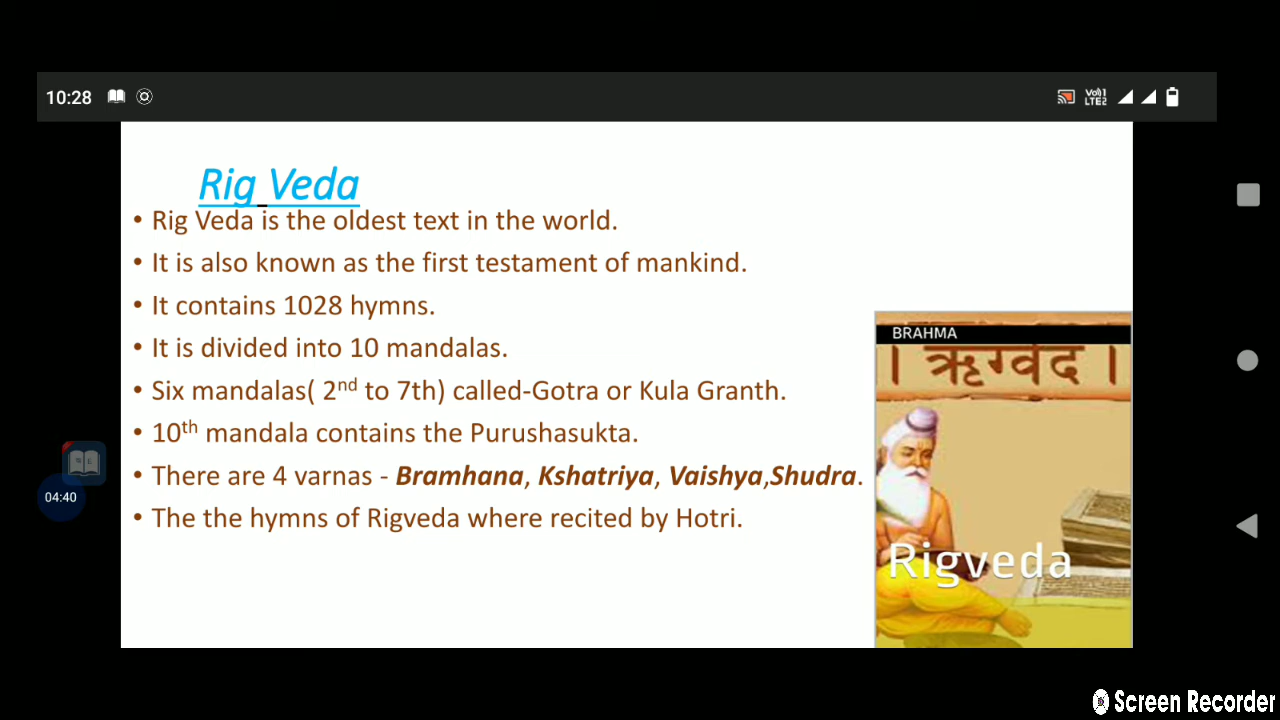 10:28
Vo))1
LTE2
Rig Veda
• Rig Veda is the oldest text in the world.
• It is also known as the first testament of mankind.
• It contains 1028 hymns.
• It is divided into 10 mandalas.
• Six mandalas( 2nd to 7th) called-Gotra or Kula Granth.
• 10th mandala contains the Purushasukta.
• There are 4 varnas - Bramhana, Kshatriya, Vaishya,Shudra.
• The the hymns of Rigveda where recited by Hotri.
BRAHMA
। ऋग्वेद ।
Rigveda
04:40
Screen Recorder